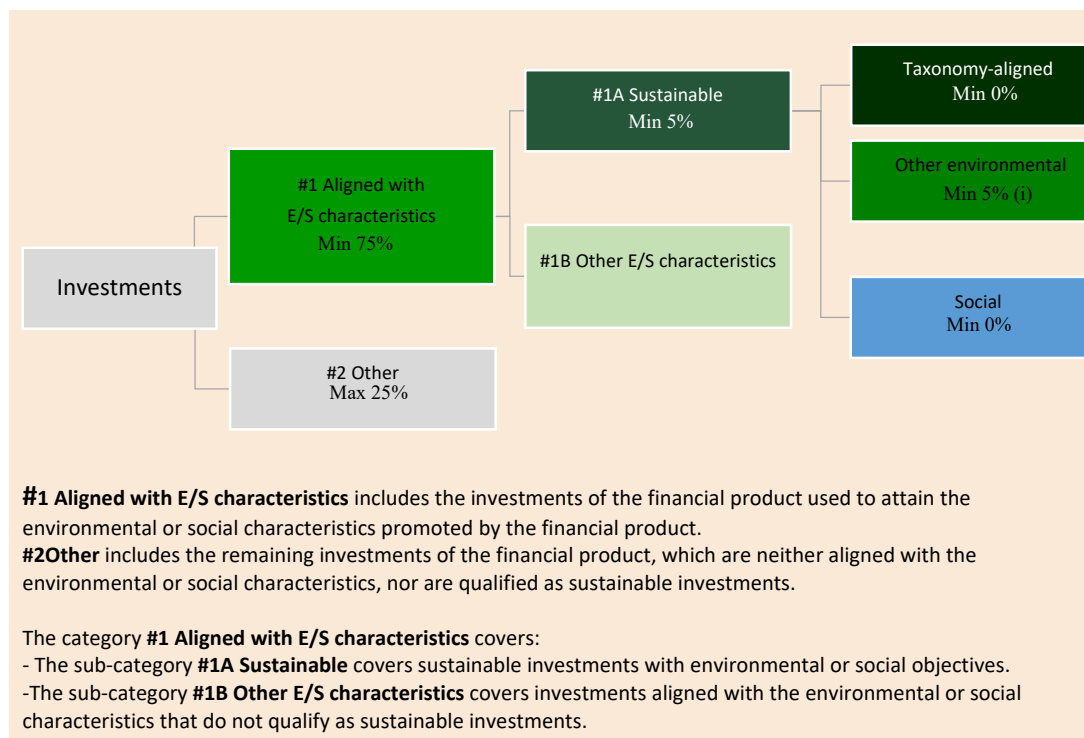 Taxonomy-aligned
Min 0%
#1A Sustainable
Min 5%
Other environmental
Min 5% (i)
#1 Aligned with
E/S characteristics
Min 75%
#1B Other E/S characteristics
Investments
Social
Min 0%
#2 Other
Max 25%
#1 Aligned with E/S characteristics includes the investments of the financial product used to attain the
environmental or social characteristics promoted by the financial product.
#2Other includes the remaining investments of the financial product, which are neither aligned with the
environmental or social characteristics, nor are qualified as sustainable investments.
The category #1 Aligned with E/S characteristics covers:
- The sub-category #1A Sustainable covers sustainable investments with environmental or social objectives.
-The sub-category #1B Other E/S characteristics covers investments aligned with the environmental or social
characteristics that do not qualify as sustainable investments.